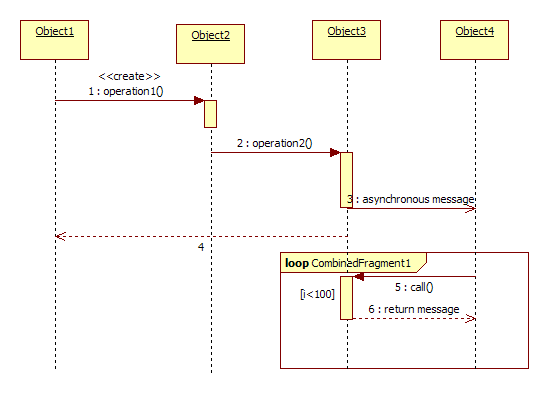 Object1
Object2
Object3
Object4
<<create>>
1 : operation1()
2 : operation2()
3 : asynchronous message
4
loop CombinedFragment1
5 : call()
[i<100]
6 : return message